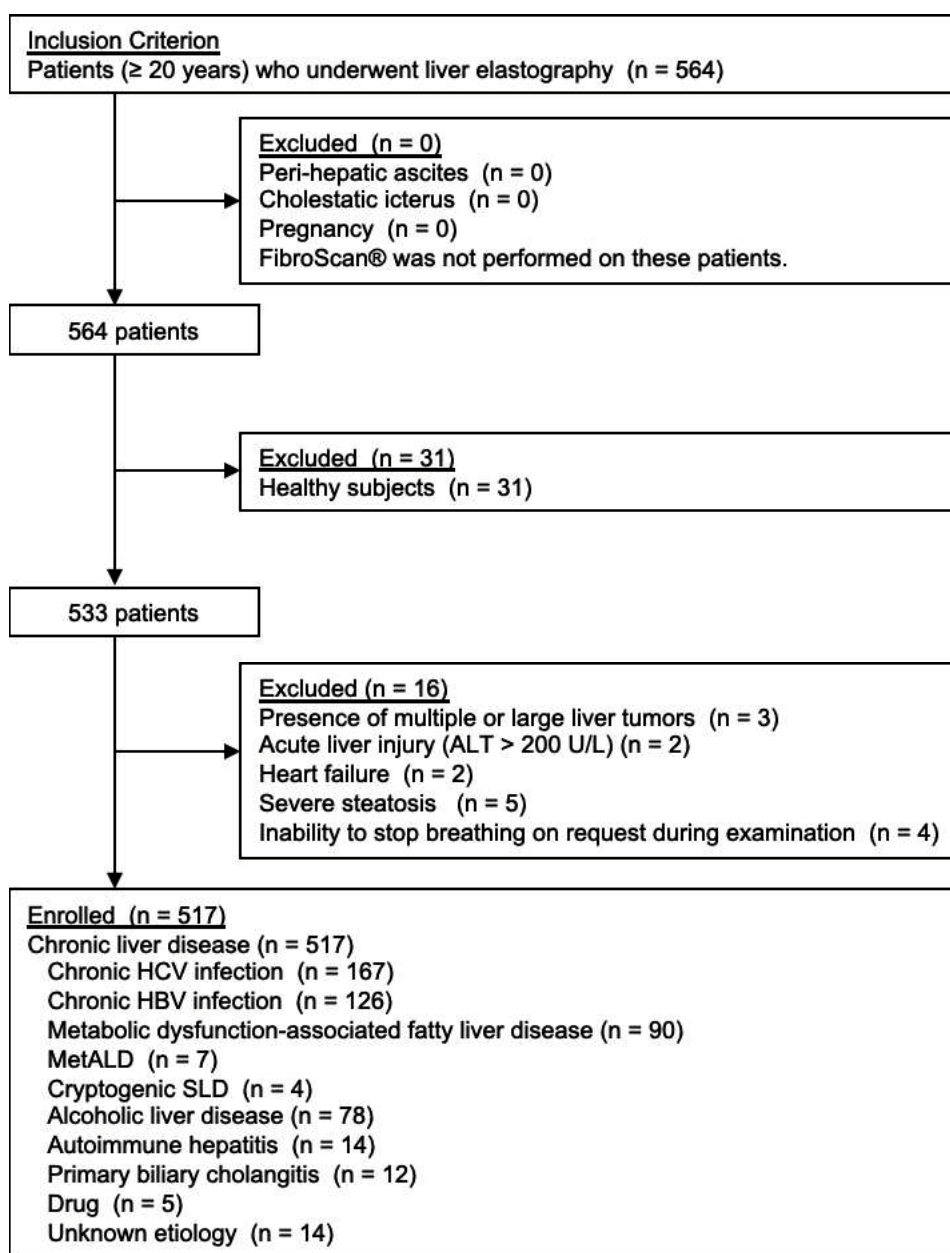 Inclusion Criterion
Patients (≥ 20 years) who underwent liver elastography (n = 564)
Excluded (n = 0)
Peri-hepatic ascites (n = 0)
Cholestatic icterus (n = 0)
Pregnancy (n = 0)
FibroScan® was not performed on these patients.
564 patients
Excluded (n = 31)
Healthy subjects (n = 31)
533 patients
Excluded (n = 16)
Presence of multiple or large liver tumors (n = 3)
Acute liver injury (ALT > 200 U/L) (n = 2)
Heart failure (n = 2)
Severe steatosis (n = 5)
Inability to stop breathing on request during examination (n = 4)
Enrolled (n = 517)
Chronic liver disease (n = 517)
Chronic HCV infection (n = 167)
Chronic HBV infection (n = 126)
Metabolic dysfunction-associated fatty liver disease (n = 90)
MetALD (n = 7)
Cryptogenic SLD (n = 4)
Alcoholic liver disease (n = 78)
Autoimmune hepatitis (n = 14)
Primary biliary cholangitis (n = 12)
Drug (n = 5)
Unknown etiology (n = 14)